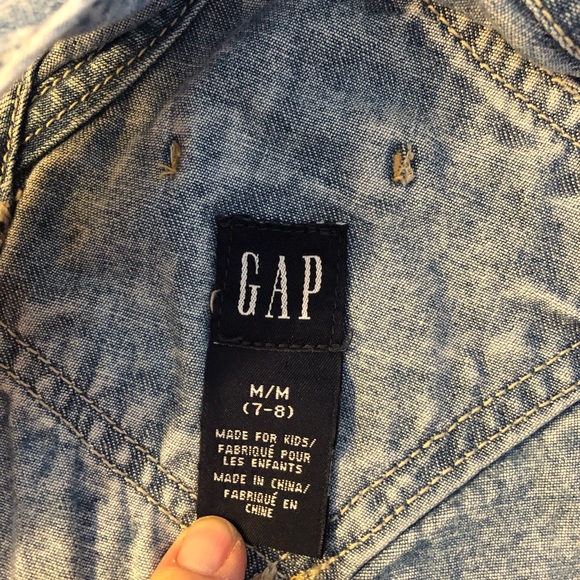 GAP
M/M
(7-8)
MADE FOR KIDS/
FABRIQUÉ POUR
LES ENFANTS
MADE IN CHINA/
FABRIQUÉ EN
CHINE